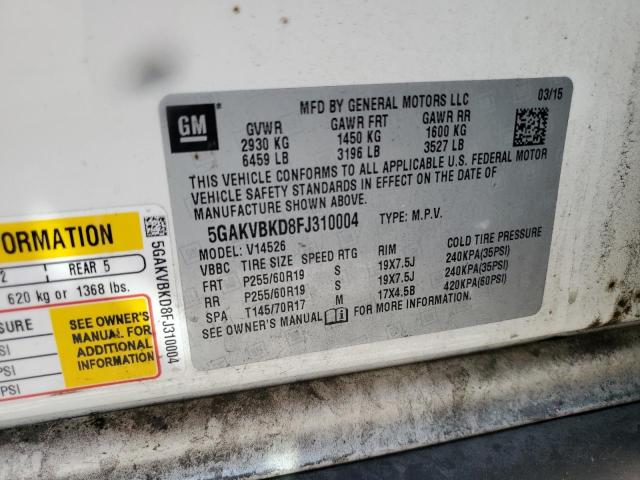 GM
MFD BY GENERAL MOTORS LLC
03/15
GVWR GAWR FRT GAWR RR
2930 KG 1450 KG 1600 KG
6459 LB 3196 LB 3527 LB
THIS VEHICLE CONFORMS TO ALL APPLICABLE U.S. FEDERAL MOTOR
VEHICLE SAFETY STANDARDS IN EFFECT ON THE DATE OF
MANUFACTURE SHOWN ABOVE.
5GAKVBKD8FJ310004 TYPE: M.P.V.
MODEL: V14526
VBBC TIRE SIZE SPEED RTG RIM COLD TIRE PRESSURE
FRT P255/60R19 S 19X7.5J 240KPA(35PSI)
RR P255/60R19 S 19X7.5J 240KPA(35PSI)
SPA T145/70R17 M 17X4.5B 420KPA(60PSI)
SEE OWNER'S MANUAL FOR MORE INFORMATION.
ORMATION
2 REAR 5
620 kg or 1368 lbs.
SURE
SEE OWNER'S
MANUAL FOR
ADDITIONAL
INFORMATION
PSI
PSI
PSI
5GAKVBKD8FJ310004